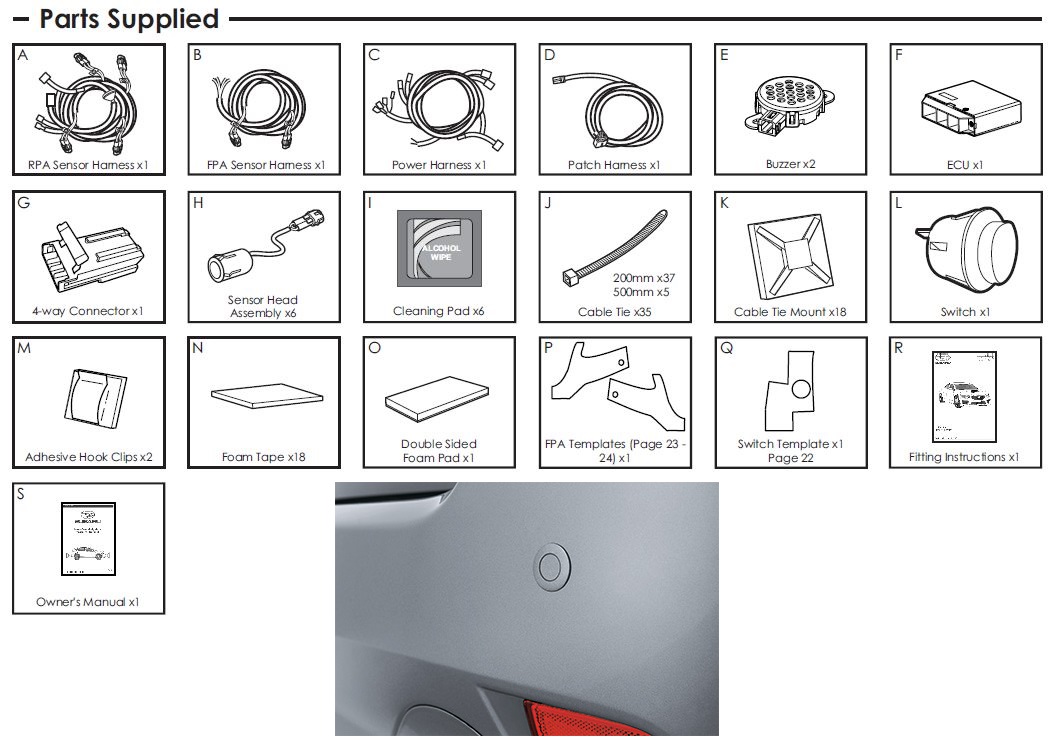 Parts Supplied
A
RPA Sensor Harness x1
B
FPA Sensor Harness x1
C
Power Harness x1
D
Patch Harness x1
E
Buzzer x2
F
ECU x1
G
4-way Connector x1
H
Sensor Head
Assembly x6
I
ALCOHOL
WIPE
Cleaning Pad x6
J
200mm x37
500mm x5
Cable Tie x35
K
Cable Tie Mount x18
L
Switch x1
M
Adhesive Hook Clips x2
N
Foam Tape x18
O
Double Sided
Foam Pad x1
P
FPA Templates (Page 23 -
24) x1
Q
Switch Template x1
Page 22
R
SUBARU
Fitting Instructions x1
S
SUBARU
Owner's Manual x1